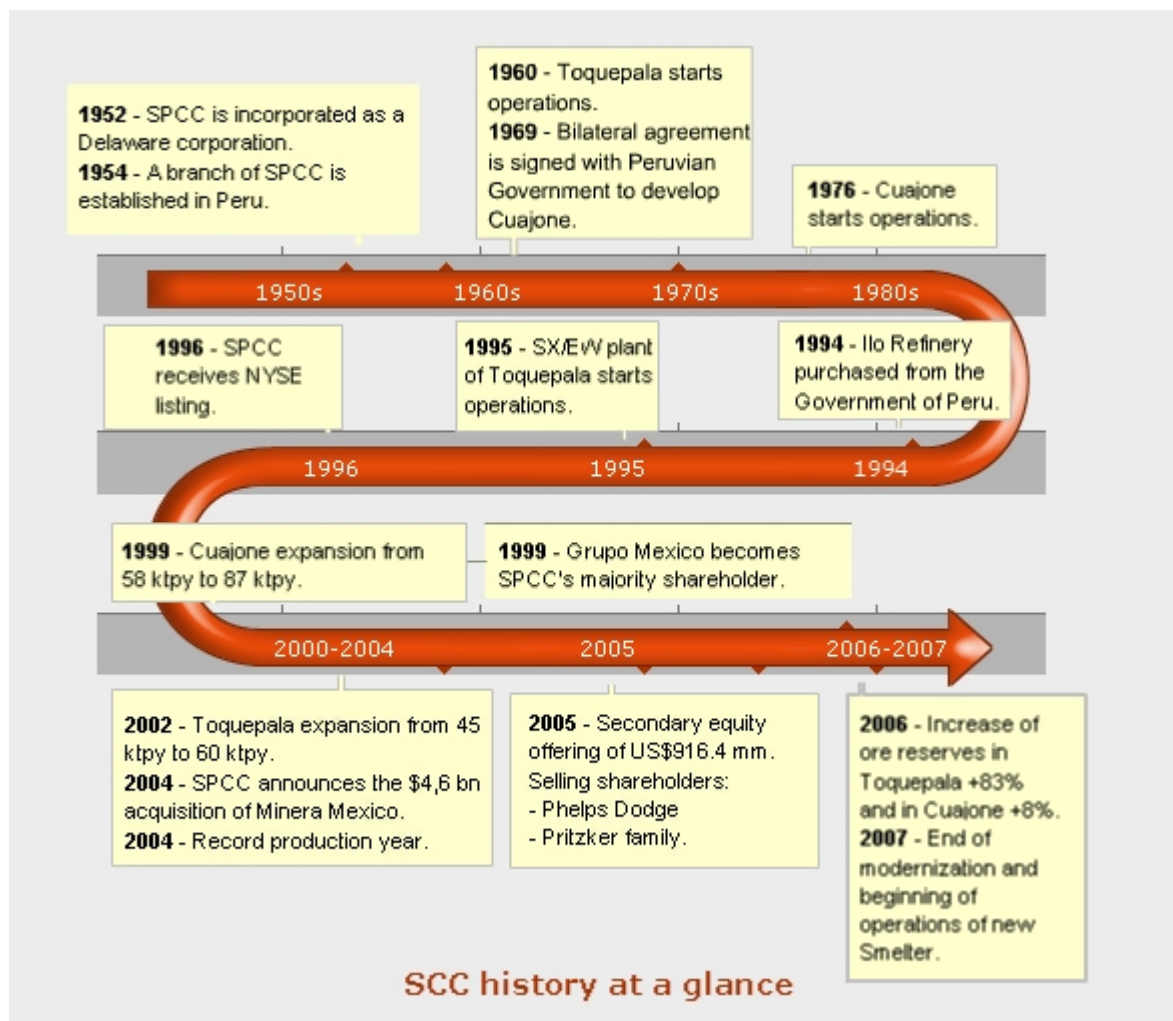 1952 - SPCC is incorporated as a
Delaware corporation.
1954 - A branch of SPCC is
established in Peru.
1960 - Toquepala starts
operations.
1969 - Bilateral agreement
is signed with Peruvian
Government to develop
Cuajone.
1976 - Cuajone
starts operations.
1950s
1960s
1970s
1980s
1996 - SPCC
receives NYSE
listing.
1995 - SX/EW plant
of Toquepala starts
operations.
1994 - Ilo Refinery
purchased from the
Government of Peru.
1996
1995
1994
1999 - Cuajone expansion from
58 ktpy to 87 ktpy.
1999 - Grupo Mexico becomes
SPCC's majority shareholder.
2000-2004
2005
2006-2007
2002 - Toquepala expansion from 45
ktpy to 60 ktpy.
2004 - SPCC announces the $4,6 bn
acquisition of Minera Mexico.
2004 - Record production year.
2005 - Secondary equity
offering of US$916.4 mm.
Selling shareholders:
- Phelps Dodge
- Pritzker family.
2006 - Increase of
ore reserves in
Toquepala +83%
and in Cuajone +8%.
2007 - End of
modernization and
beginning of
operations of new
Smelter.
SCC history at a glance